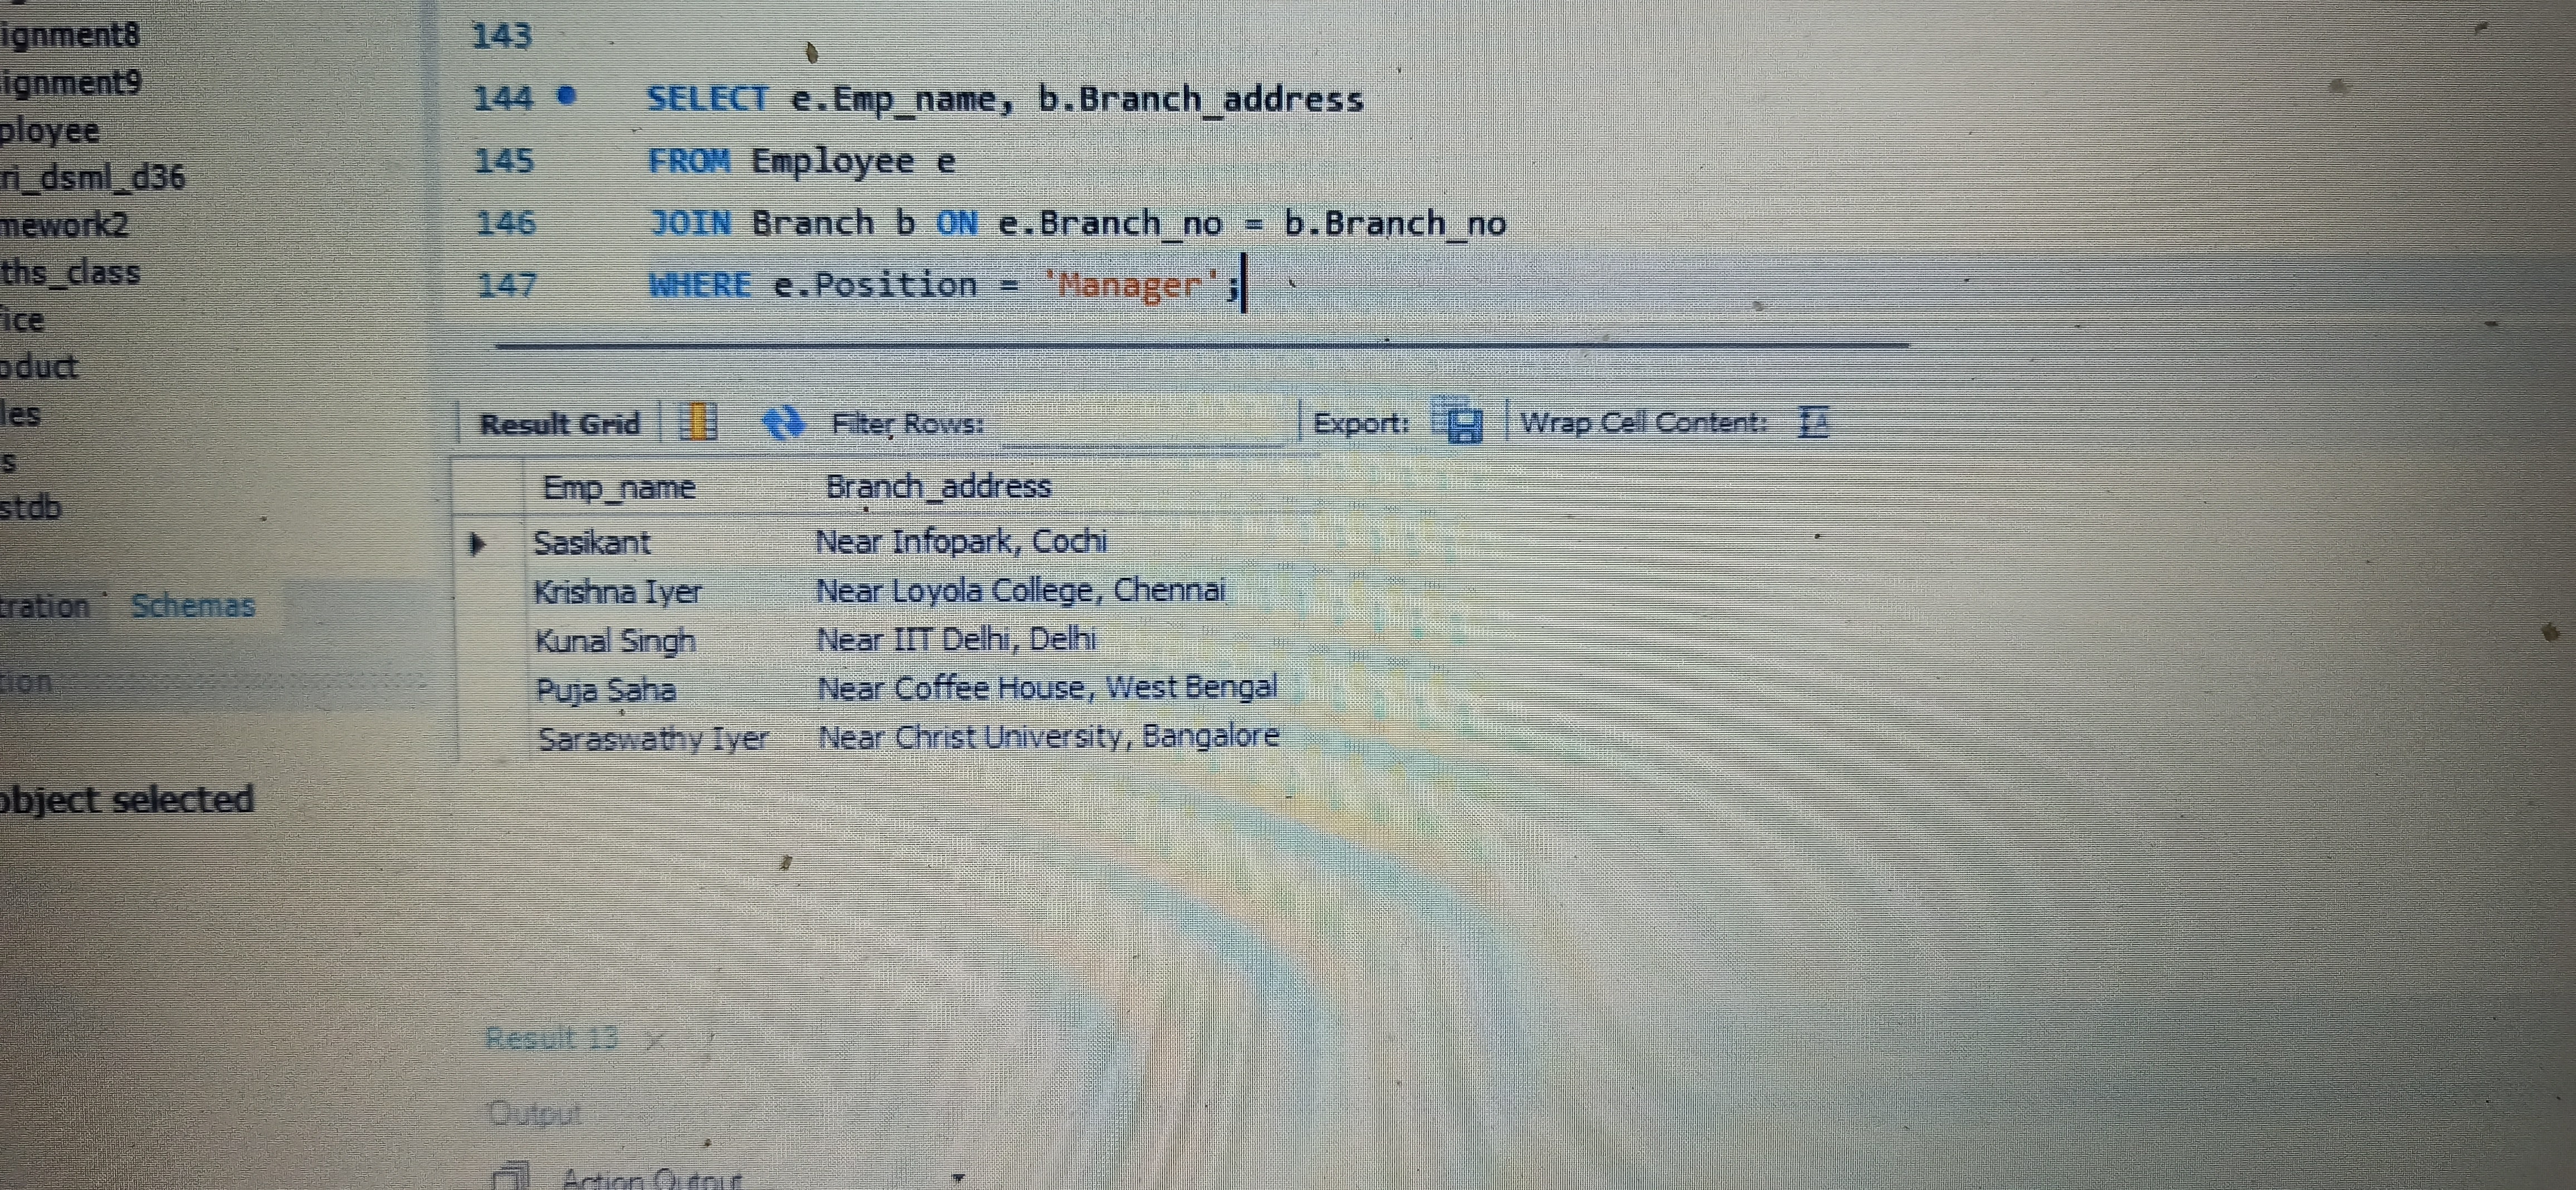 ignment8
ignment9
ployee
ri_dsml_d36
mework2
ths_class
ice
oduct
les
s
stdb
tration Schemas
tion
object selected
143
144 SELECT e.Emp_name, b.Branch_address
145 FROM Employee e
146 JOIN Branch b ON e.Branch_no = b.Branch_no
147 WHERE e.Position = 'Manager';
Result Grid Filter Rows: Export: Wrap Cell Content:
Emp_name Branch_address
Sasikant Near Infopark, Cochi
Krishna Iyer Near Loyola College, Chennai
Kunal Singh Near IIT Delhi, Delhi
Puja Saha Near Coffee House, West Bengal
Saraswathy Iyer Near Christ University, Bangalore
Result 13
Output
Action Output